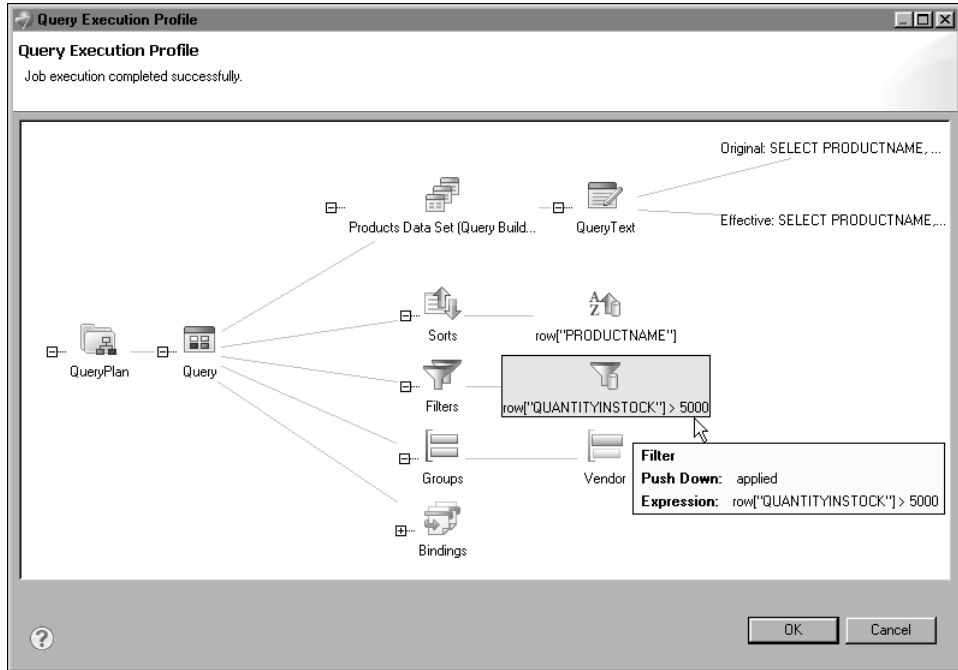 Query Execution Profile
Query Execution Profile
Job execution completed successfully.
Original: SELECT PRODUCTNAME, ...
Products Data Set (Query Build...
QueryText
Effective: SELECT PRODUCTNAME,...
Sorts
row["PRODUCTNAME"]
QueryPlan
Query
Filters
row["QUANTITYINSTOCK"] > 5000
Groups
Vendor
Filter
Push Down: applied
Expression: row["QUANTITYINSTOCK"] > 5000
Bindings
OK
Cancel